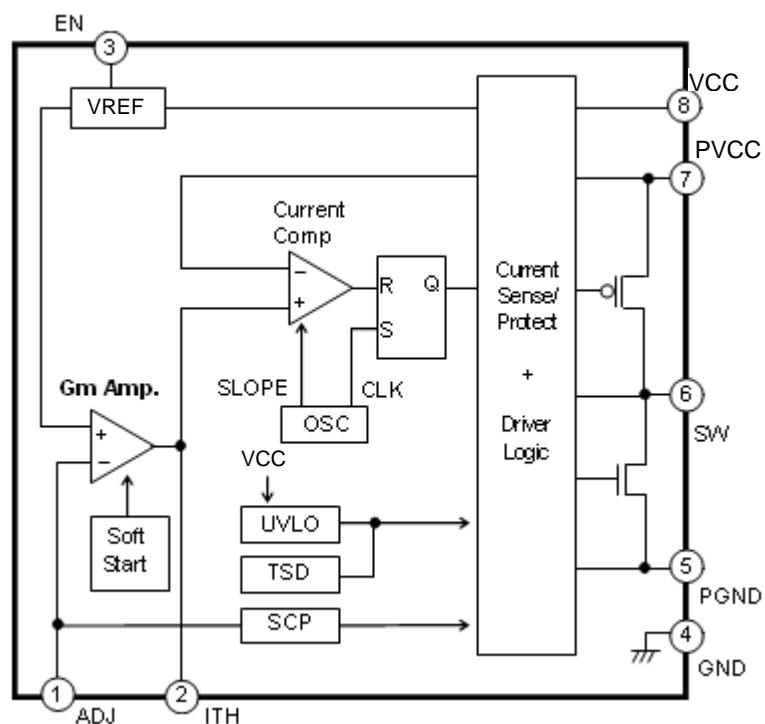 EN
3
VCC
VREF
8
PVCC
7
Current
Comp
−
+
R
Q
S
Current
Sense/
Protect
+
Driver
Logic
SLOPE
CLK
OSC
6
SW
Gm Amp.
+
−
VCC
UVLO
Soft
Start
TSD
5
PGND
SCP
4
GND
1
ADJ
2
ITH